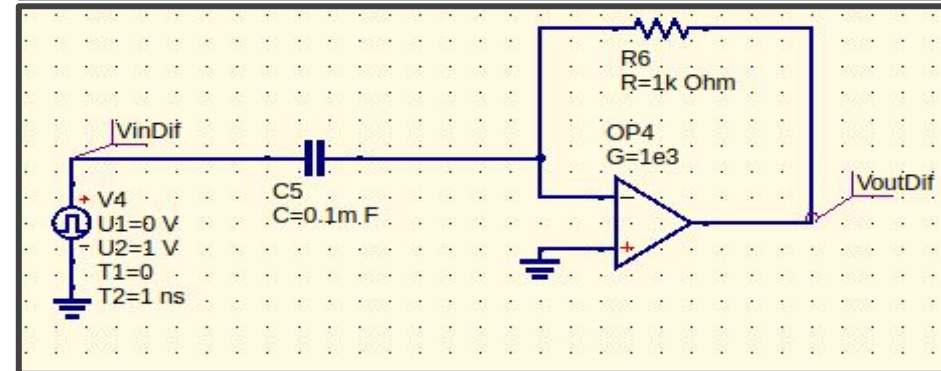 VinDif
V4
U1=0 V
U2=1 V
T1=0
T2=1 ns
C5
C=0.1m F
R6
R=1k Ohm
OP4
G=1e3
VoutDif